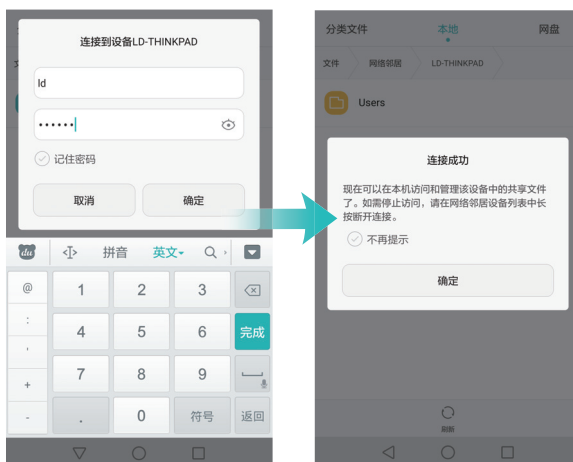 连接到设备LD-THINKPAD
ld
••••••
记住密码
取消
确定
du
拼音
英文
@
1
2
3
:
4
5
6
完成
'
7
8
9
+
-
.
0
符号
返回
分类文件
本地
网盘
文件
网络邻居
LD-THINKPAD
Users
连接成功
现在可以在本机访问和管理该设备中的共享文件
了。如需停止访问，请在网络邻居设备列表中长
按断开连接。
不再提示
确定
刷新